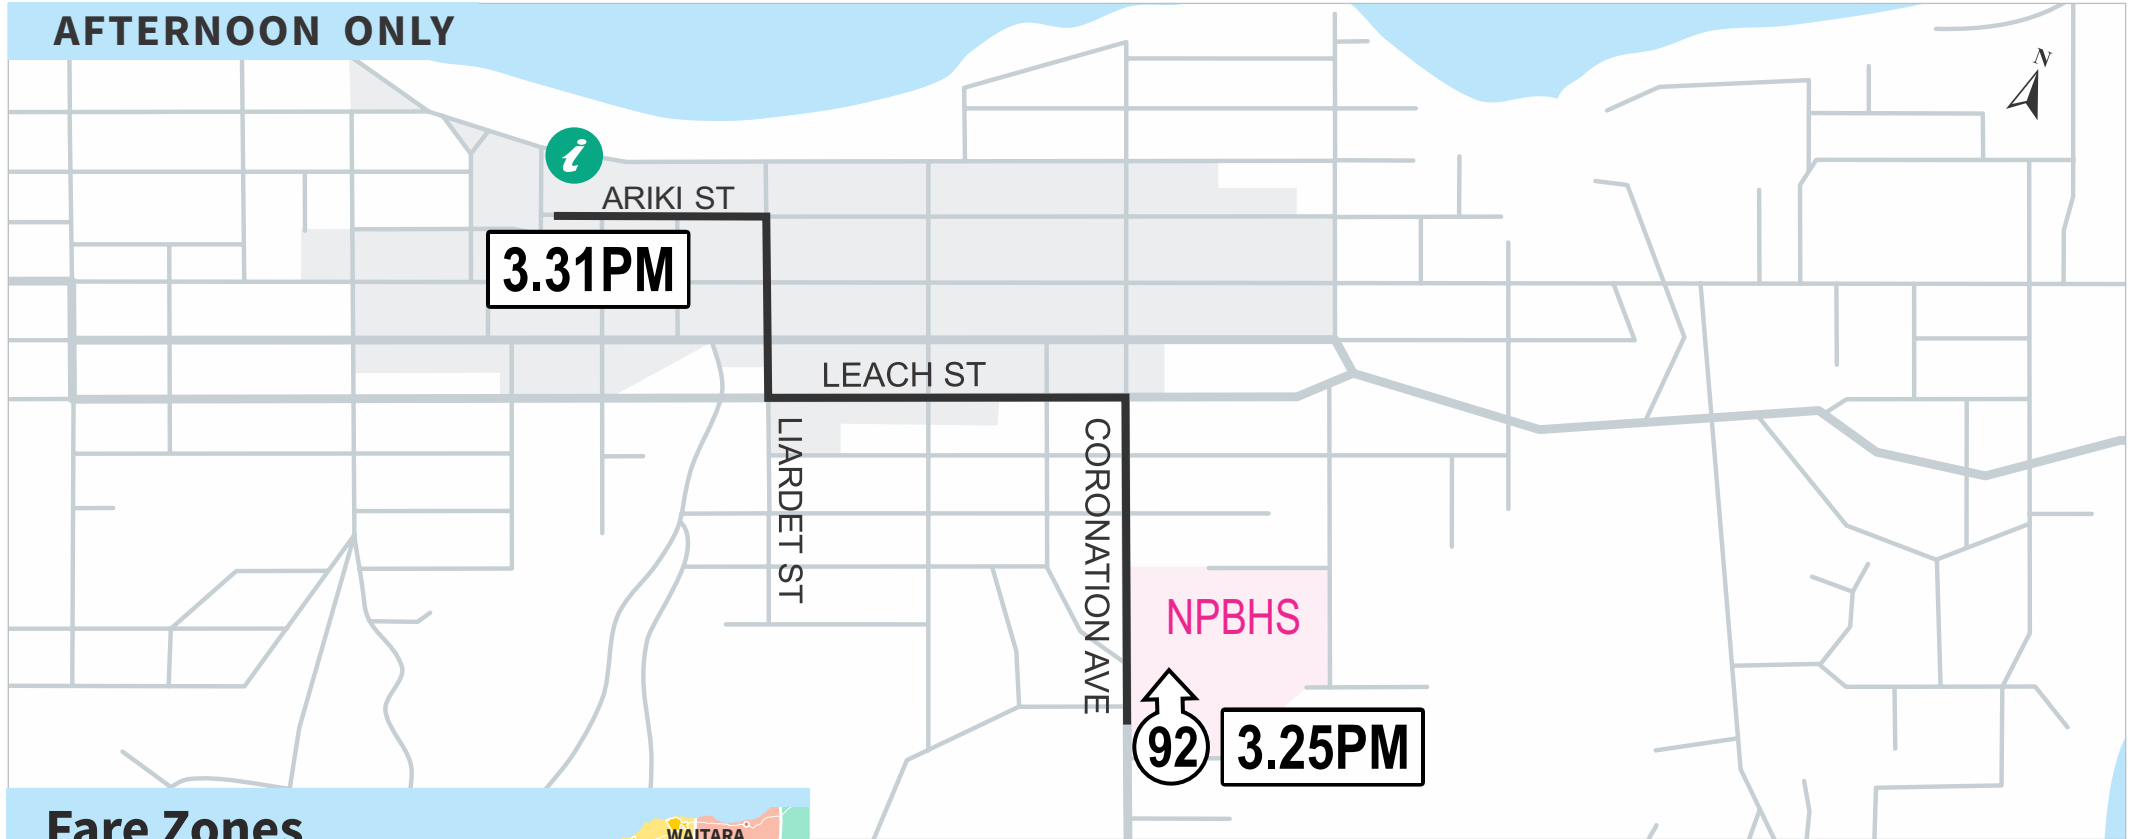 AFTERNOON ONLY
N
i
ARIKI ST
3.31PM
LEACH ST
LIARDET ST
CORONATION AVE
NPBHS
92
3.25PM
Fare Zones
WAITARA